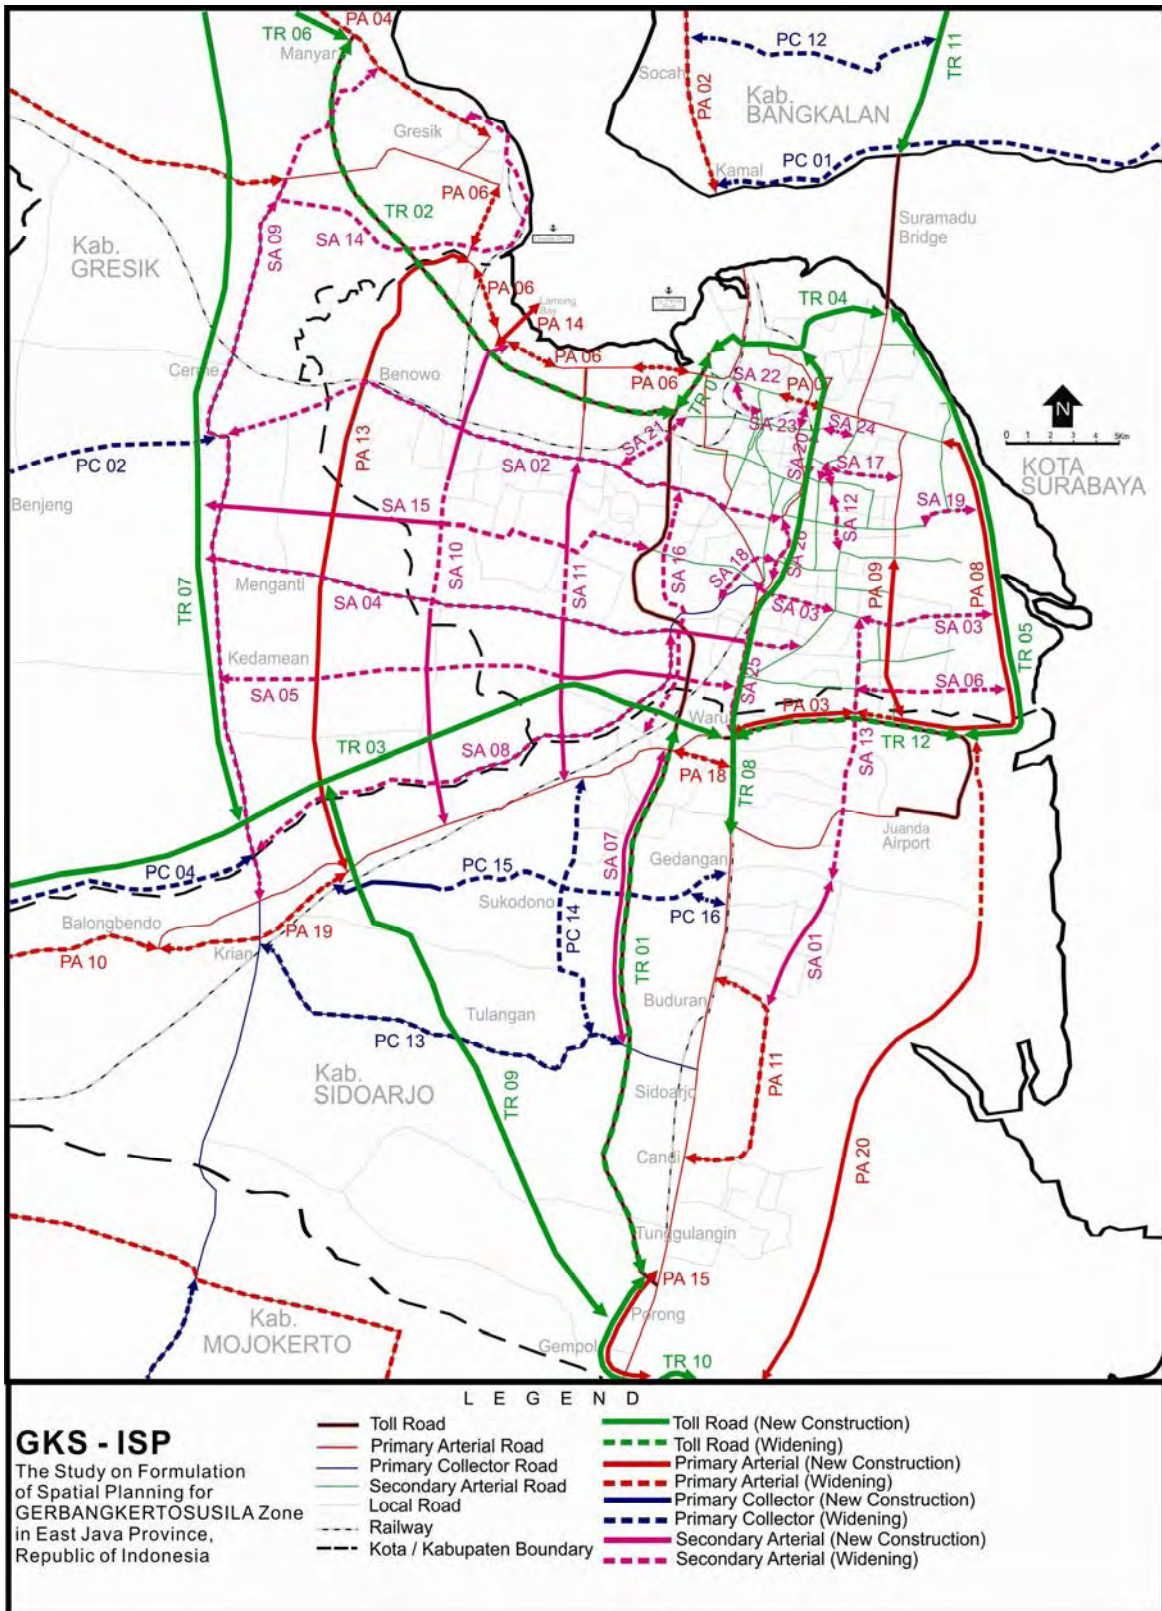 PA 04
TR 06
Manyar
PC 12
TR 11
Socah
PA 02
Kab.
BANGKALAN
Gresik
PC 01
Kamal
PA 06
TR 02
SA 09
SA 14
Suramadu
Bridge
Kab.
GRESIK
PA 06
Lamong
Bay
PA 14
TR 04
PA 06
PA 06
TR 01
SA 22
PA 07
Cerme
Benowo
N
5Km
KOTA
SURABAYA
PA 13
SA 21
SA 23
SA 24
SA 20
SA 02
SA 17
PC 02
Benjeng
SA 15
SA 12
SA 19
SA 10
SA 11
SA 16
SA 18
Menganti
TR 07
SA 04
SA 03
PA 09
PA 08
SA 03
Kedamean
SA 05
SA 25
SA 06
TR 05
Waru
PA 03
TR 03
SA 08
SA 13
TR 12
PA 18
TR 08
Juanda
Airport
PC 04
PC 15
SA 07
Gedangan
Sukodono
PC 16
Balongbendo
PA 19
PC 14
Krian
PA 10
TR 01
SA 01
Buduran
Tulangan
PC 13
PA 11
Kab.
SIDOARJO
TR 09
Sidoarjo
Candi
PA 20
Tunggulangin
PA 15
Porong
Kab.
MOJOKERTO
Gempol
TR 10
L E G E N D
GKS - ISP
The Study on Formulation
of Spatial Planning for
GERBANGKERTOSUSILA Zone
in East Java Province,
Republic of Indonesia
Toll Road
Primary Arterial Road
Primary Collector Road
Secondary Arterial Road
Local Road
Railway
Kota / Kabupaten Boundary
Toll Road (New Construction)
Toll Road (Widening)
Primary Arterial (New Construction)
Primary Arterial (Widening)
Primary Collector (New Construction)
Primary Collector (Widening)
Secondary Arterial (New Construction)
Secondary Arterial (Widening)